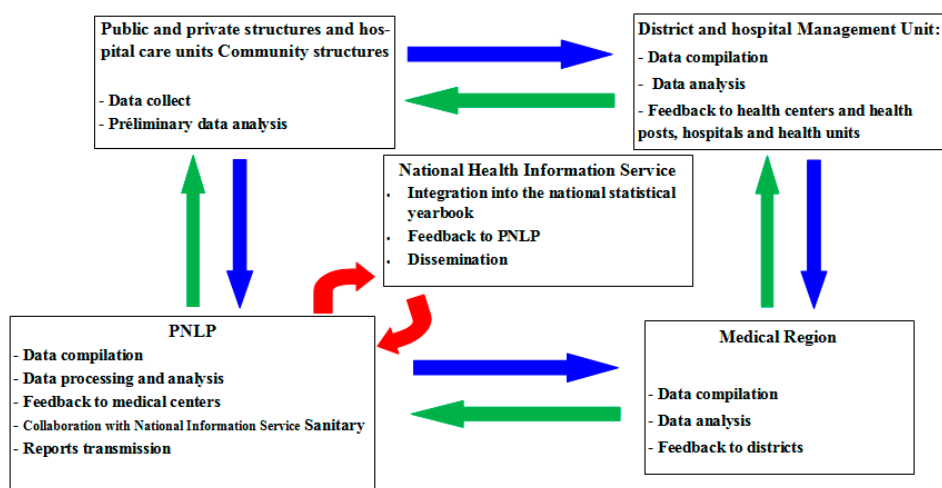 Public and private structures and hos-
pital care units Community structures
- Data collect
- Préliminary data analysis
District and hospital Management Unit:
- Data compilation
- Data analysis
- Feedback to health centers and health
posts, hospitals and health units
National Health Information Service
. Integration into the national statistical
yearbook
. Feedback to PNLP
. Dissemination
PNLP
- Data compilation
- Data processing and analysis
- Feedback to medical centers
- Collaboration with National Information Service Sanitary
- Reports transmission
Medical Region
- Data compilation
- Data analysis
- Feedback to districts